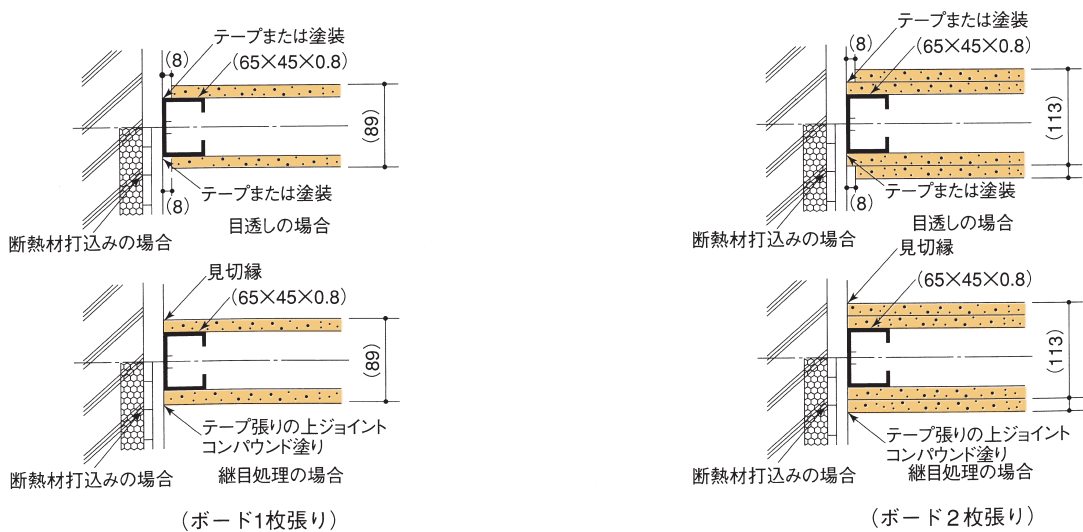 テープまたは塗装
(8)
(65×45×0.8)
(89)
テープまたは塗装
(8)
目透しの場合
断熱材打込みの場合
見切縁
(65×45×0.8)
(89)
テープ張りの上ジョイント
コンパウンド塗り
継目処理の場合
断熱材打込みの場合
(ボード1枚張り)
テープまたは塗装
(8)
(65×45×0.8)
(113)
テープまたは塗装
(8)
目透しの場合
断熱材打込みの場合
見切縁
(65×45×0.8)
(113)
テープ張りの上ジョイント
コンパウンド塗り
継目処理の場合
断熱材打込みの場合
(ボード2枚張り)